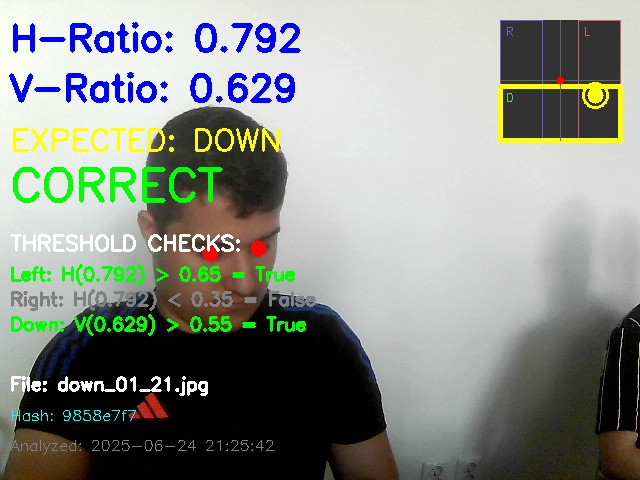 H-Ratio: 0.792
V-Ratio: 0.629
EXPECTED: DOWN
CORRECT
THRESHOLD CHECKS:
Left: H(0.792) > 0.65 = True
Right: H(0.792) < 0.35 = False
Down: V(0.629) > 0.55 = True
File: down_01_21.jpg
Hash: 9858e7f7
Analyzed: 2025-06-24 21:25:42
R L
D